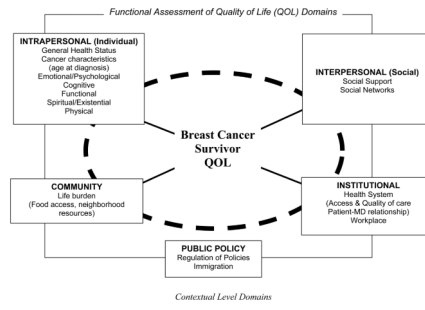 Functional Assessment of Quality of Life (QOL) Domains
INTRAPERSONAL (Individual)
General Health Status
Cancer characteristics
(age at diagnosis)
Emotional/Psychological
Cognitive
Functional
Spiritual/Existential
Physical
INTERPERSONAL (Social)
Social Support
Social Networks
Breast Cancer
Survivor
QOL
COMMUNITY
Life burden
(Food access, neighborhood
resources)
INSTITUTIONAL
Health System
(Access & Quality of care
Patient-MD relationship)
Workplace
PUBLIC POLICY
Regulation of Policies
Immigration
Contextual Level Domains